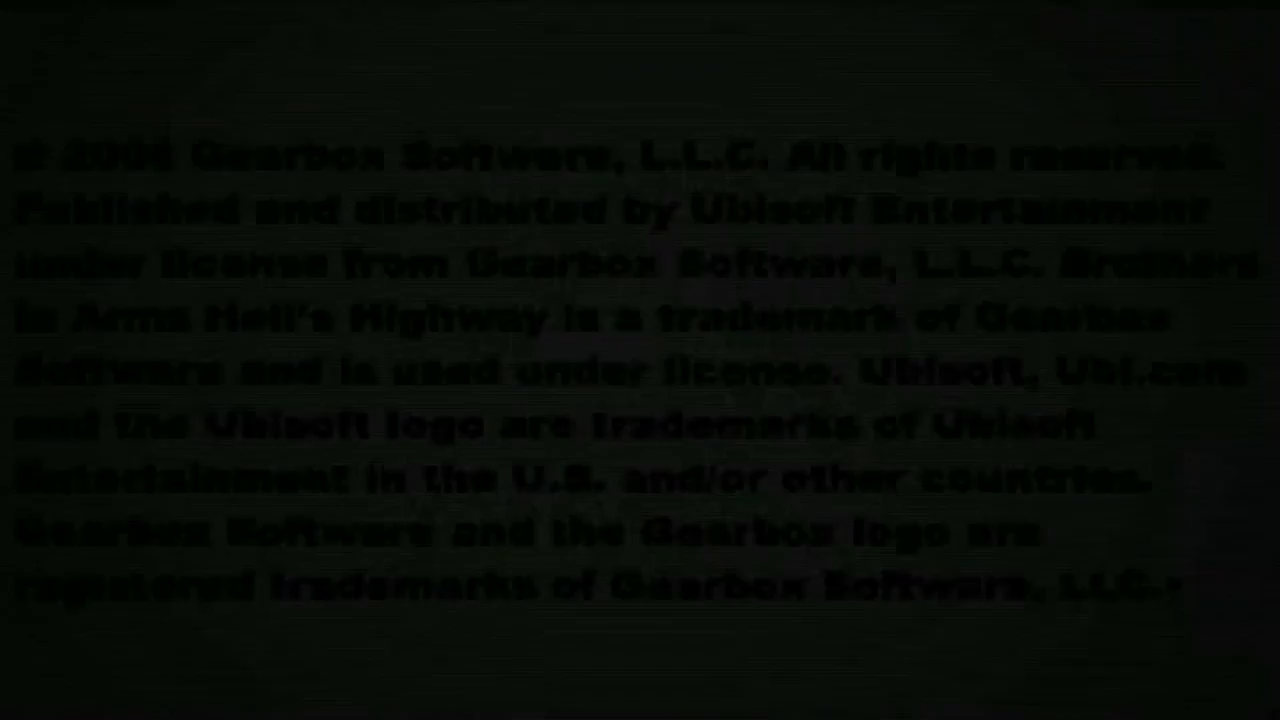 © 2008 Gearbox Software, L.L.C. All rights reserved.
Published and distributed by Ubisoft Entertainment
under license from Gearbox Software, L.L.C. Brothers
in Arms Hell's Highway is a trademark of Gearbox
Software and is used under license. Ubisoft, Ubi.com
and the Ubisoft logo are trademarks of Ubisoft
Entertainment in the U.S. and/or other countries.
Gearbox Software and the Gearbox logo are
registered trademarks of Gearbox Software, LLC.